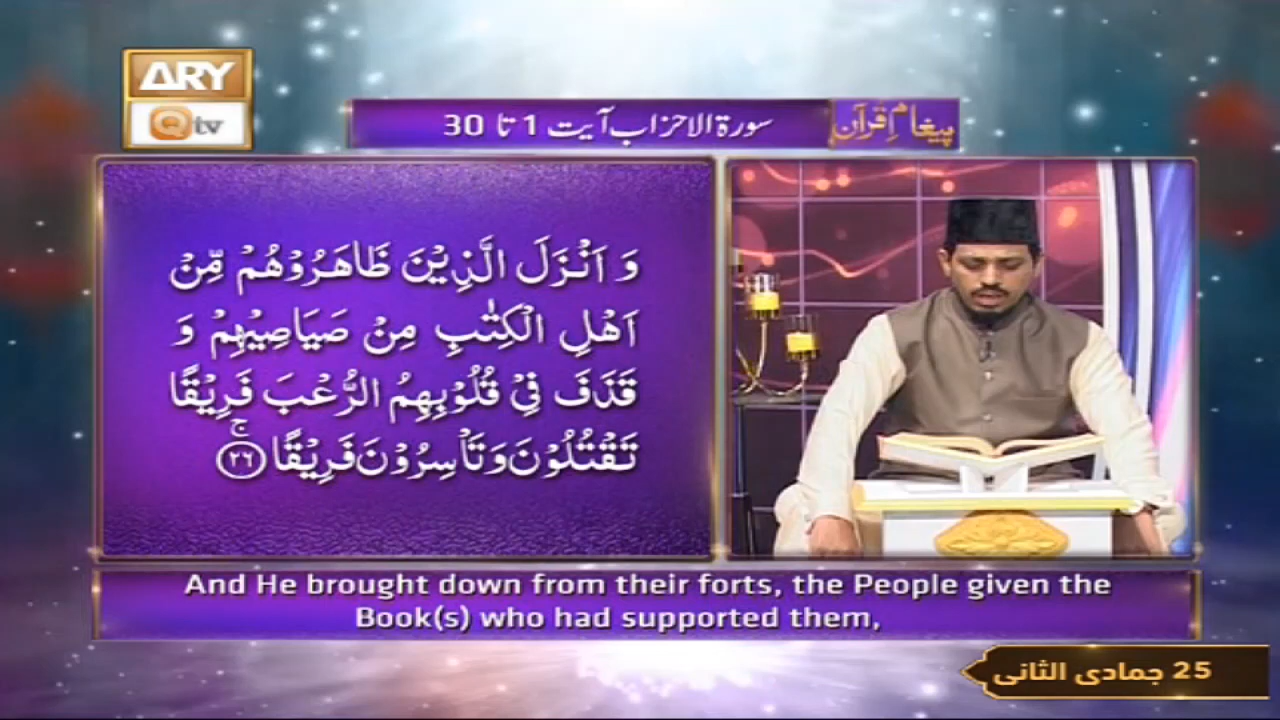 ARY
Qtv
پیغامِ قرآن
سورۃ الاحزاب آیت 1 تا 30
وَ اَنْزَلَ الَّذِیْنَ ظَاهَرُوْهُمْ مِّنْ
اَهْلِ الْكِتٰبِ مِنْ صَیَاصِیْهِمْ وَ
قَذَفَ فِیْ قُلُوْبِهِمُ الرُّعْبَ فَرِیْقًا
تَقْتُلُوْنَ وَ تَاْسِرُوْنَ فَرِیْقًاۚ ۲۶
And He brought down from their forts, the People given the
Book(s) who had supported them,
25 جمادی الثانی